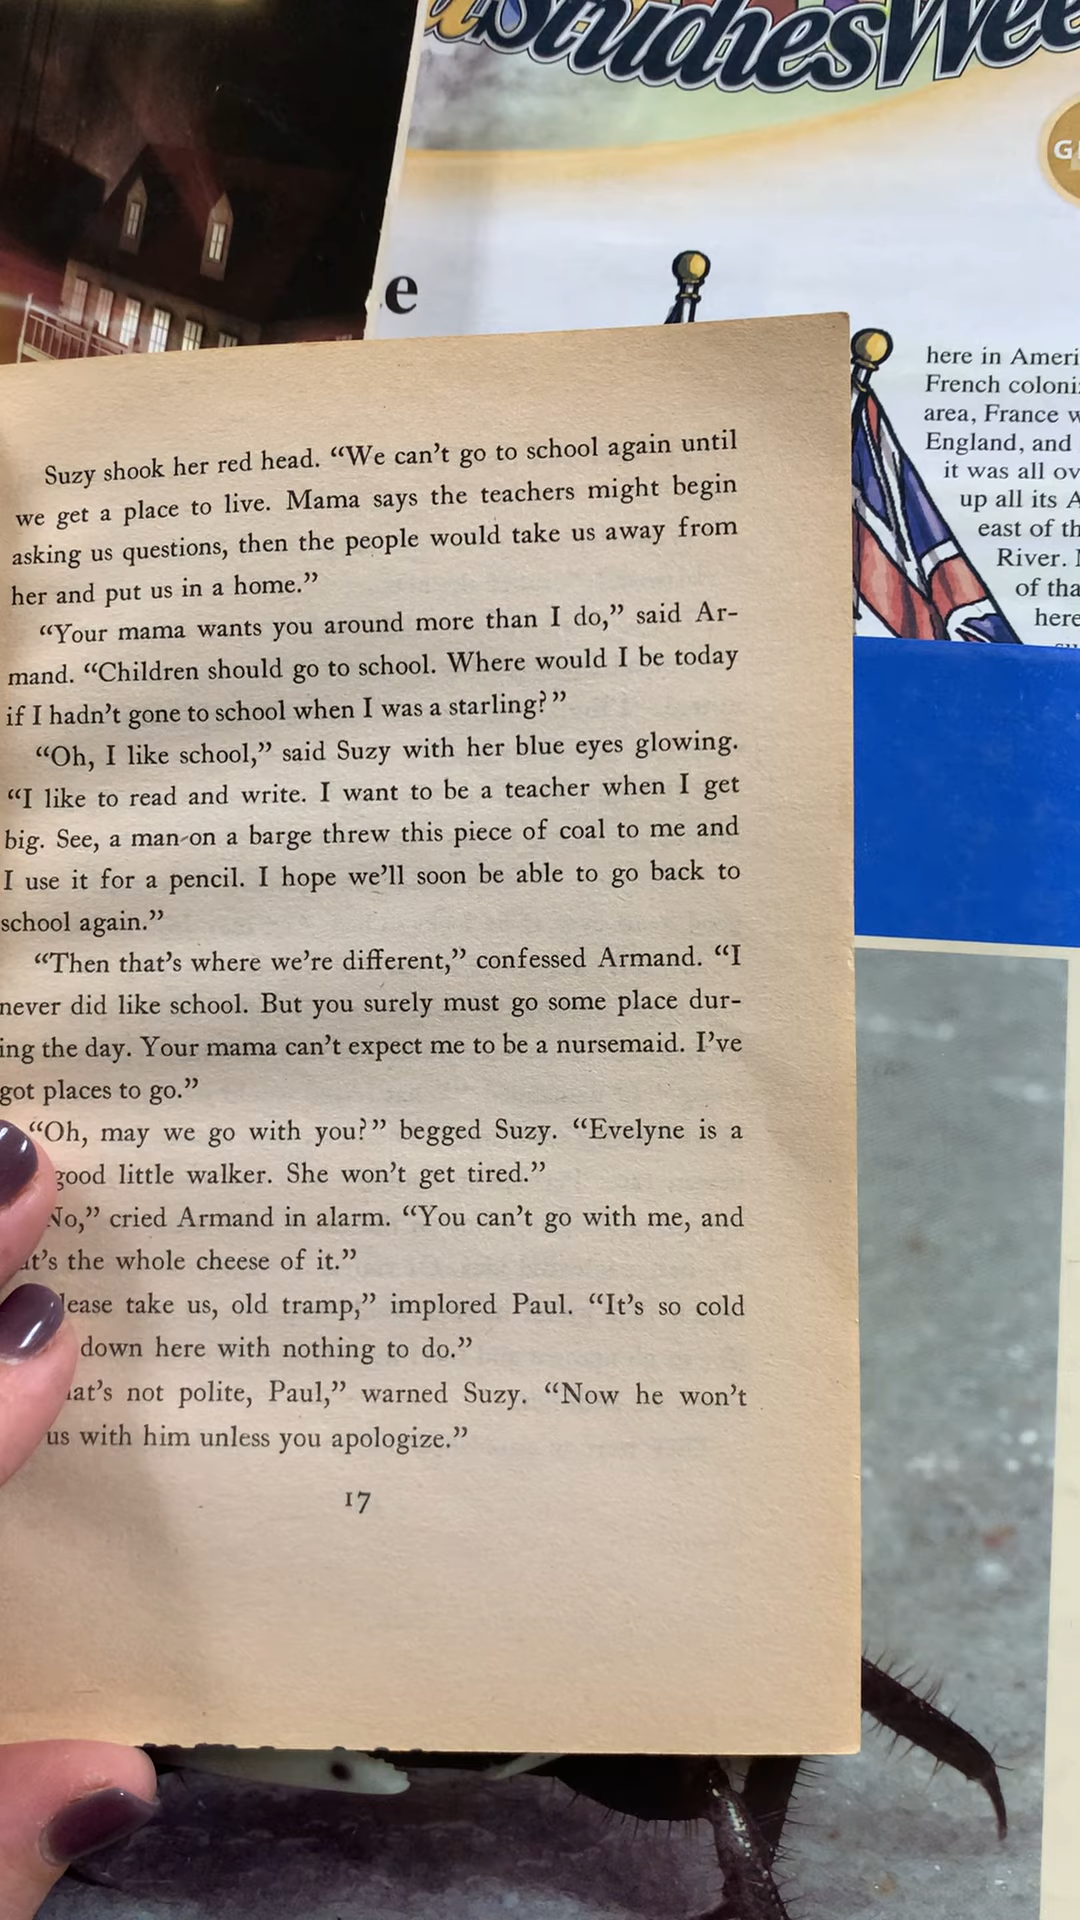 Studies Wee
G
e
here in Ameri
French coloni
area, France w
England, and
it was all ov
up all its A
east of th
River.
of tha
here
Suzy shook her red head. “We can’t go to school again until
we get a place to live. Mama says the teachers might begin
asking us questions, then the people would take us away from
her and put us in a home.”
“Your mama wants you around more than I do,” said Ar-
mand. “Children should go to school. Where would I be today
if I hadn’t gone to school when I was a starling?”
“Oh, I like school,” said Suzy with her blue eyes glowing.
“I like to read and write. I want to be a teacher when I get
big. See, a man on a barge threw this piece of coal to me and
I use it for a pencil. I hope we’ll soon be able to go back to
school again.”
“Then that’s where we’re different,” confessed Armand. “I
never did like school. But you surely must go some place dur-
ing the day. Your mama can’t expect me to be a nursemaid. I’ve
got places to go.”
“Oh, may we go with you?” begged Suzy. “Evelyne is a
good little walker. She won’t get tired.”
No,” cried Armand in alarm. “You can’t go with me, and
at’s the whole cheese of it.”
lease take us, old tramp,” implored Paul. “It’s so cold
down here with nothing to do.”
at’s not polite, Paul,” warned Suzy. “Now he won’t
us with him unless you apologize.”
17